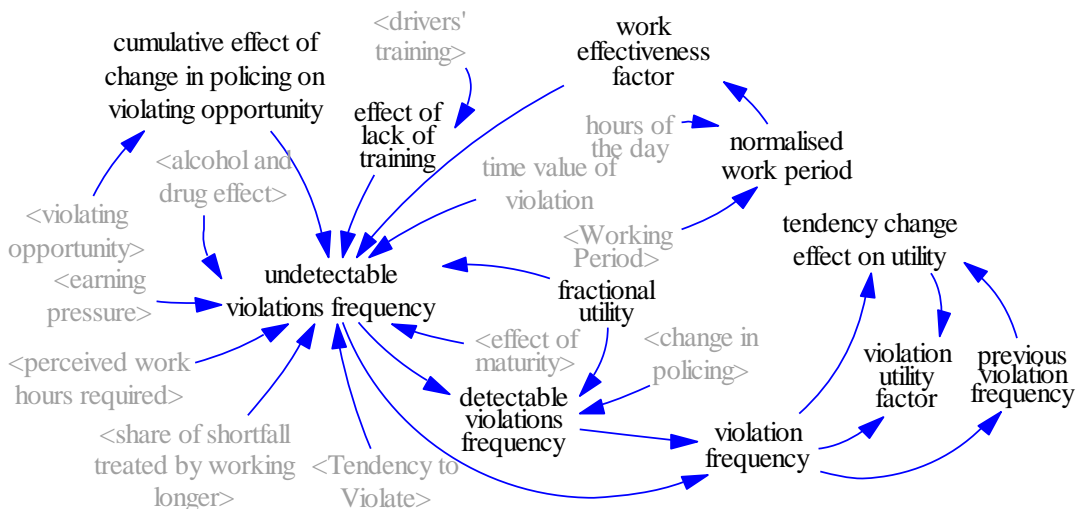 cumulative effect of
change in policing on
violating opportunity
<drivers'
training>
work
effectiveness
factor
effect of
lack of
training
hours of
the day
normalised
work period
<alcohol and
drug effect>
time value of
violation
<violating
opportunity>
<Working
Period>
tendency change
effect on utility
<earning
pressure>
undetectable
violations frequency
fractional
utility
<perceived work
hours required>
<effect of
maturity>
<change in
policing>
violation
utility
factor
previous
violation
frequency
detectable
violations
frequency
<share of shortfall
treated by working
longer>
<Tendency to
Violate>
violation
frequency